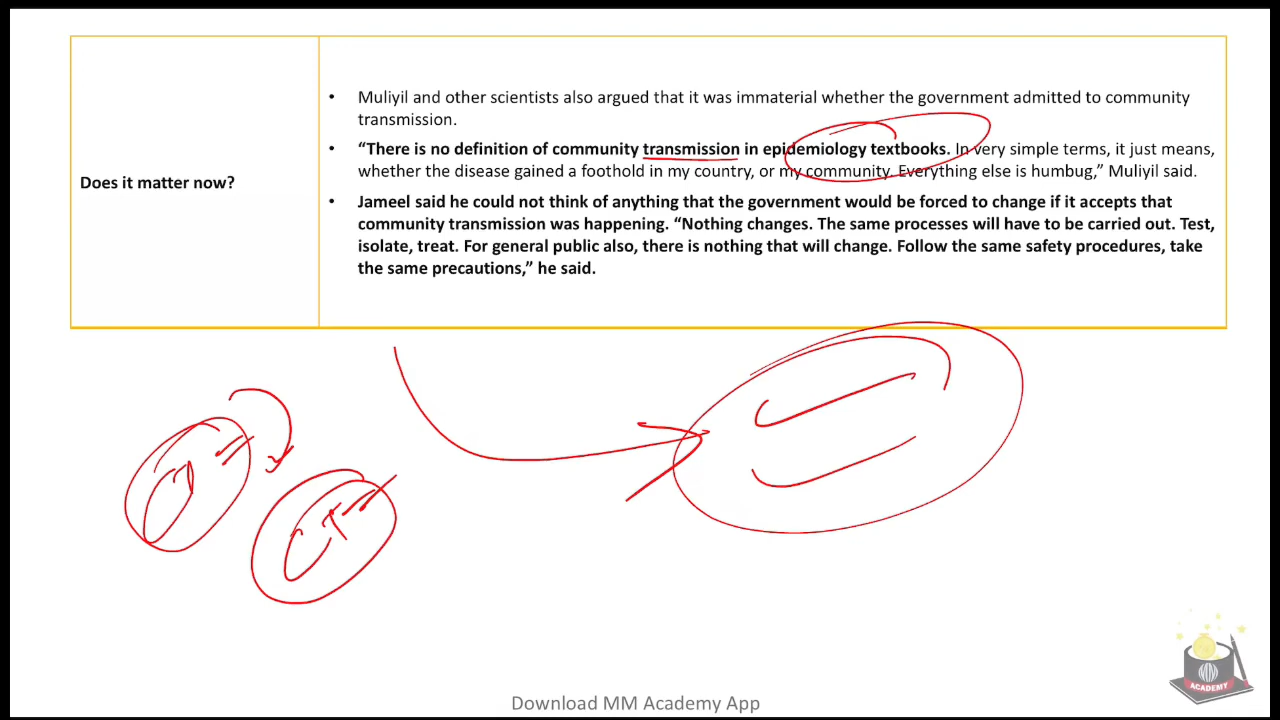 Does it matter now?
• Muliyil and other scientists also argued that it was immaterial whether the government admitted to community
transmission.
• “There is no definition of community transmission in epidemiology textbooks. In very simple terms, it just means,
whether the disease gained a foothold in my country, or my community. Everything else is humbug,” Muliyil said.
• Jameel said he could not think of anything that the government would be forced to change if it accepts that
community transmission was happening. “Nothing changes. The same processes will have to be carried out. Test,
isolate, treat. For general public also, there is nothing that will change. Follow the same safety procedures, take
the same precautions,” he said.
CT
ACADEMY
Download MM Academy App